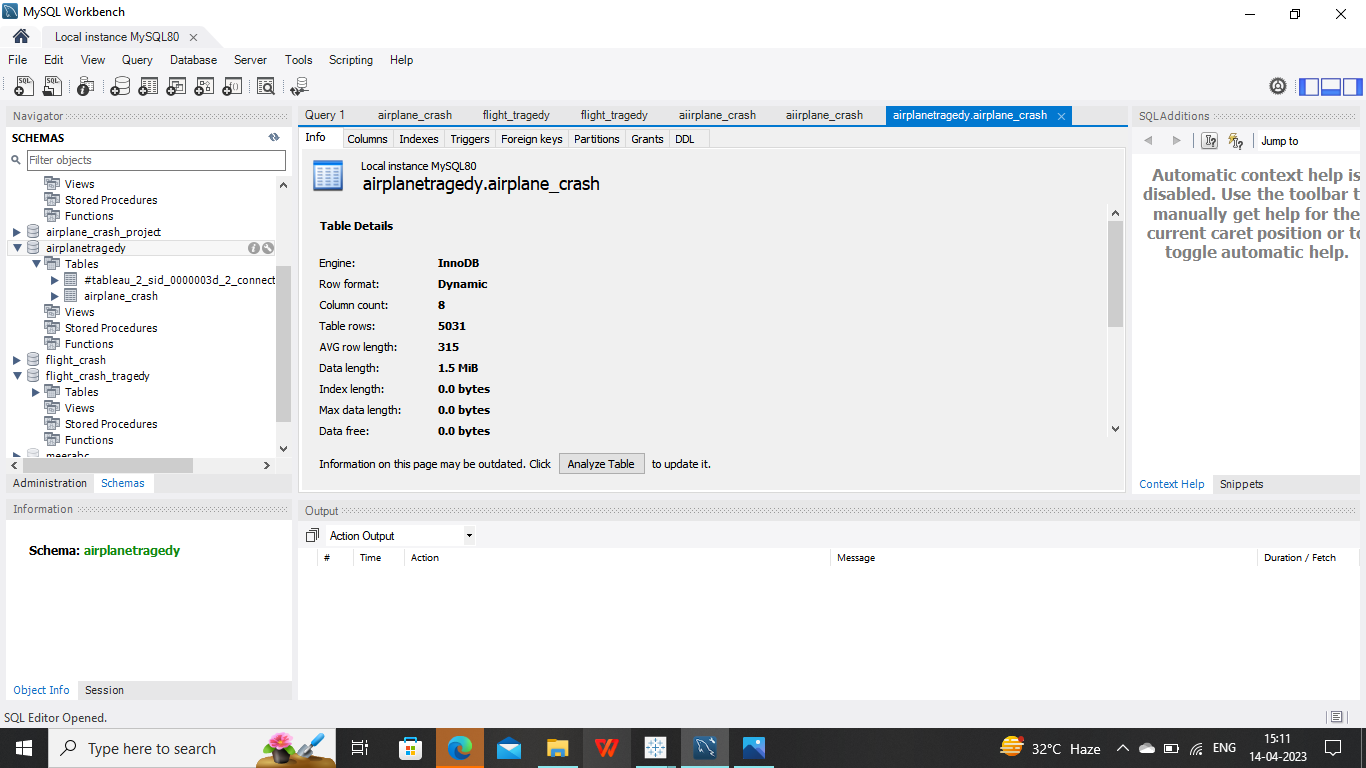 MySQL Workbench
Local instance MySQL80
File Edit View Query Database Server Tools Scripting Help
Navigator
SCHEMAS
Filter objects
Views
Stored Procedures
Functions
airplane_crash_project
airplanetragedy
Tables
#tableau_2_sid_0000003d_2_connect
airplane_crash
Views
Stored Procedures
Functions
flight_crash
flight_crash_tragedy
Tables
Views
Stored Procedures
Functions
meerabc
Administration Schemas
Information
Schema: airplanetragedy
Object Info Session
Query 1 airplane_crash flight_tragedy flight_tragedy aiirplane_crash aiirplane_crash airplanetragedy.airplane_crash
Info Columns Indexes Triggers Foreign keys Partitions Grants DDL
Local instance MySQL80
airplanetragedy.airplane_crash
Table Details
Engine: InnoDB
Row format: Dynamic
Column count: 8
Table rows: 5031
AVG row length: 315
Data length: 1.5 MiB
Index length: 0.0 bytes
Max data length: 0.0 bytes
Data free: 0.0 bytes
Information on this page may be outdated. Click Analyze Table to update it.
SQLAdditions
Jump to
Automatic context help is
disabled. Use the toolbar t
manually get help for the
current caret position or to
toggle automatic help.
Context Help Snippets
Output
Action Output
# Time Action Message Duration / Fetch
SQL Editor Opened.
Type here to search
32°C Haze
ENG
15:11
14-04-2023